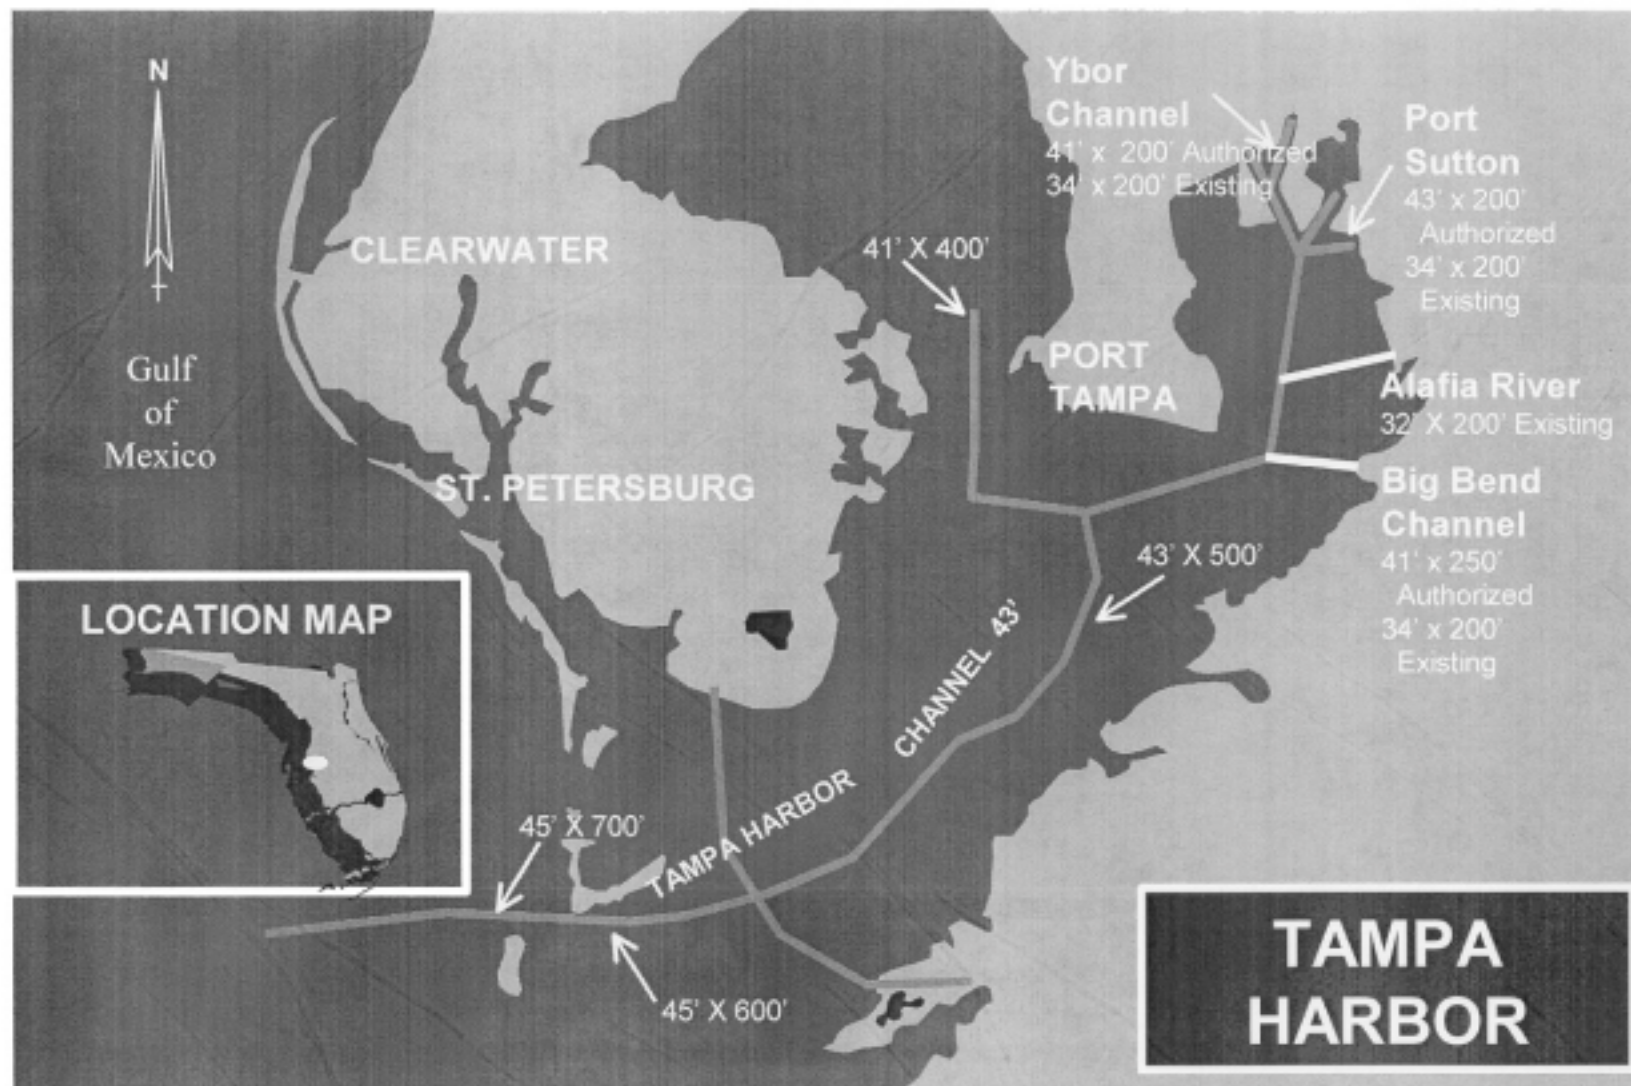 N
Gulf
of
Mexico
CLEARWATER
ST. PETERSBURG
41' X 400'
PORT
TAMPA
Ybor
Channel
41' x 200' Authorized
34' x 200' Existing
Port
Sutton
43' x 200'
Authorized
34' x 200'
Existing
Alafia River
32' X 200' Existing
Big Bend
Channel
41' x 250'
Authorized
34' x 200'
Existing
43' X 500'
TAMPA HARBOR CHANNEL 43'
45' X 700'
45' X 600'
LOCATION MAP
TAMPA
HARBOR